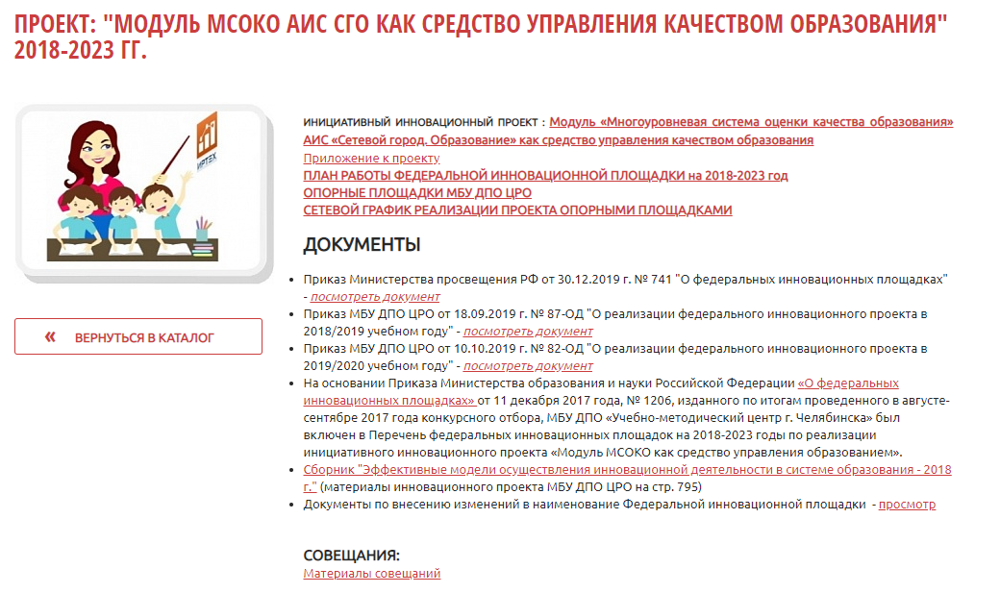 ПРОЕКТ: "МОДУЛЬ МСОКО АИС СГО КАК СРЕДСТВО УПРАВЛЕНИЯ КАЧЕСТВОМ ОБРАЗОВАНИЯ"
2018-2023 ГГ.
ИРТЕХ
« ВЕРНУТЬСЯ В КАТАЛОГ
ИНИЦИАТИВНЫЙ ИННОВАЦИОННЫЙ ПРОЕКТ : Модуль «Многоуровневая система оценки качества образования»
АИС «Сетевой город. Образование» как средство управления качеством образования
Приложение к проекту
ПЛАН РАБОТЫ ФЕДЕРАЛЬНОЙ ИННОВАЦИОННОЙ ПЛОЩАДКИ на 2018-2023 год
ОПОРНЫЕ ПЛОЩАДКИ МБУ ДПО ЦРО
СЕТЕВОЙ ГРАФИК РЕАЛИЗАЦИИ ПРОЕКТА ОПОРНЫМИ ПЛОЩАДКАМИ
ДОКУМЕНТЫ
• Приказ Министерства просвещения РФ от 30.12.2019 г. № 741 "О федеральных инновационных площадках"
- посмотреть документ
• Приказ МБУ ДПО ЦРО от 18.09.2019 г. № 87-ОД "О реализации федерального инновационного проекта в
2018/2019 учебном году" - посмотреть документ
• Приказ МБУ ДПО ЦРО от 10.10.2019 г. № 82-ОД "О реализации федерального инновационного проекта в
2019/2020 учебном году" - посмотреть документ
• На основании Приказа Министерства образования и науки Российской Федерации «О федеральных
инновационных площадках» от 11 декабря 2017 года, № 1206, изданного по итогам проведенного в августе-
сентябре 2017 года конкурсного отбора, МБУ ДПО «Учебно-методический центр г. Челябинска» был
включен в Перечень федеральных инновационных площадок на 2018-2023 годы по реализации
инициативного инновационного проекта «Модуль МСОКО как средство управления образованием».
• Сборник "Эффективные модели осуществления инновационной деятельности в системе образования - 2018
г." (материалы инновационного проекта МБУ ДПО ЦРО на стр. 795)
• Документы по внесению изменений в наименование Федеральной инновационной площадки - просмотр
СОВЕЩАНИЯ:
Материалы совещаний